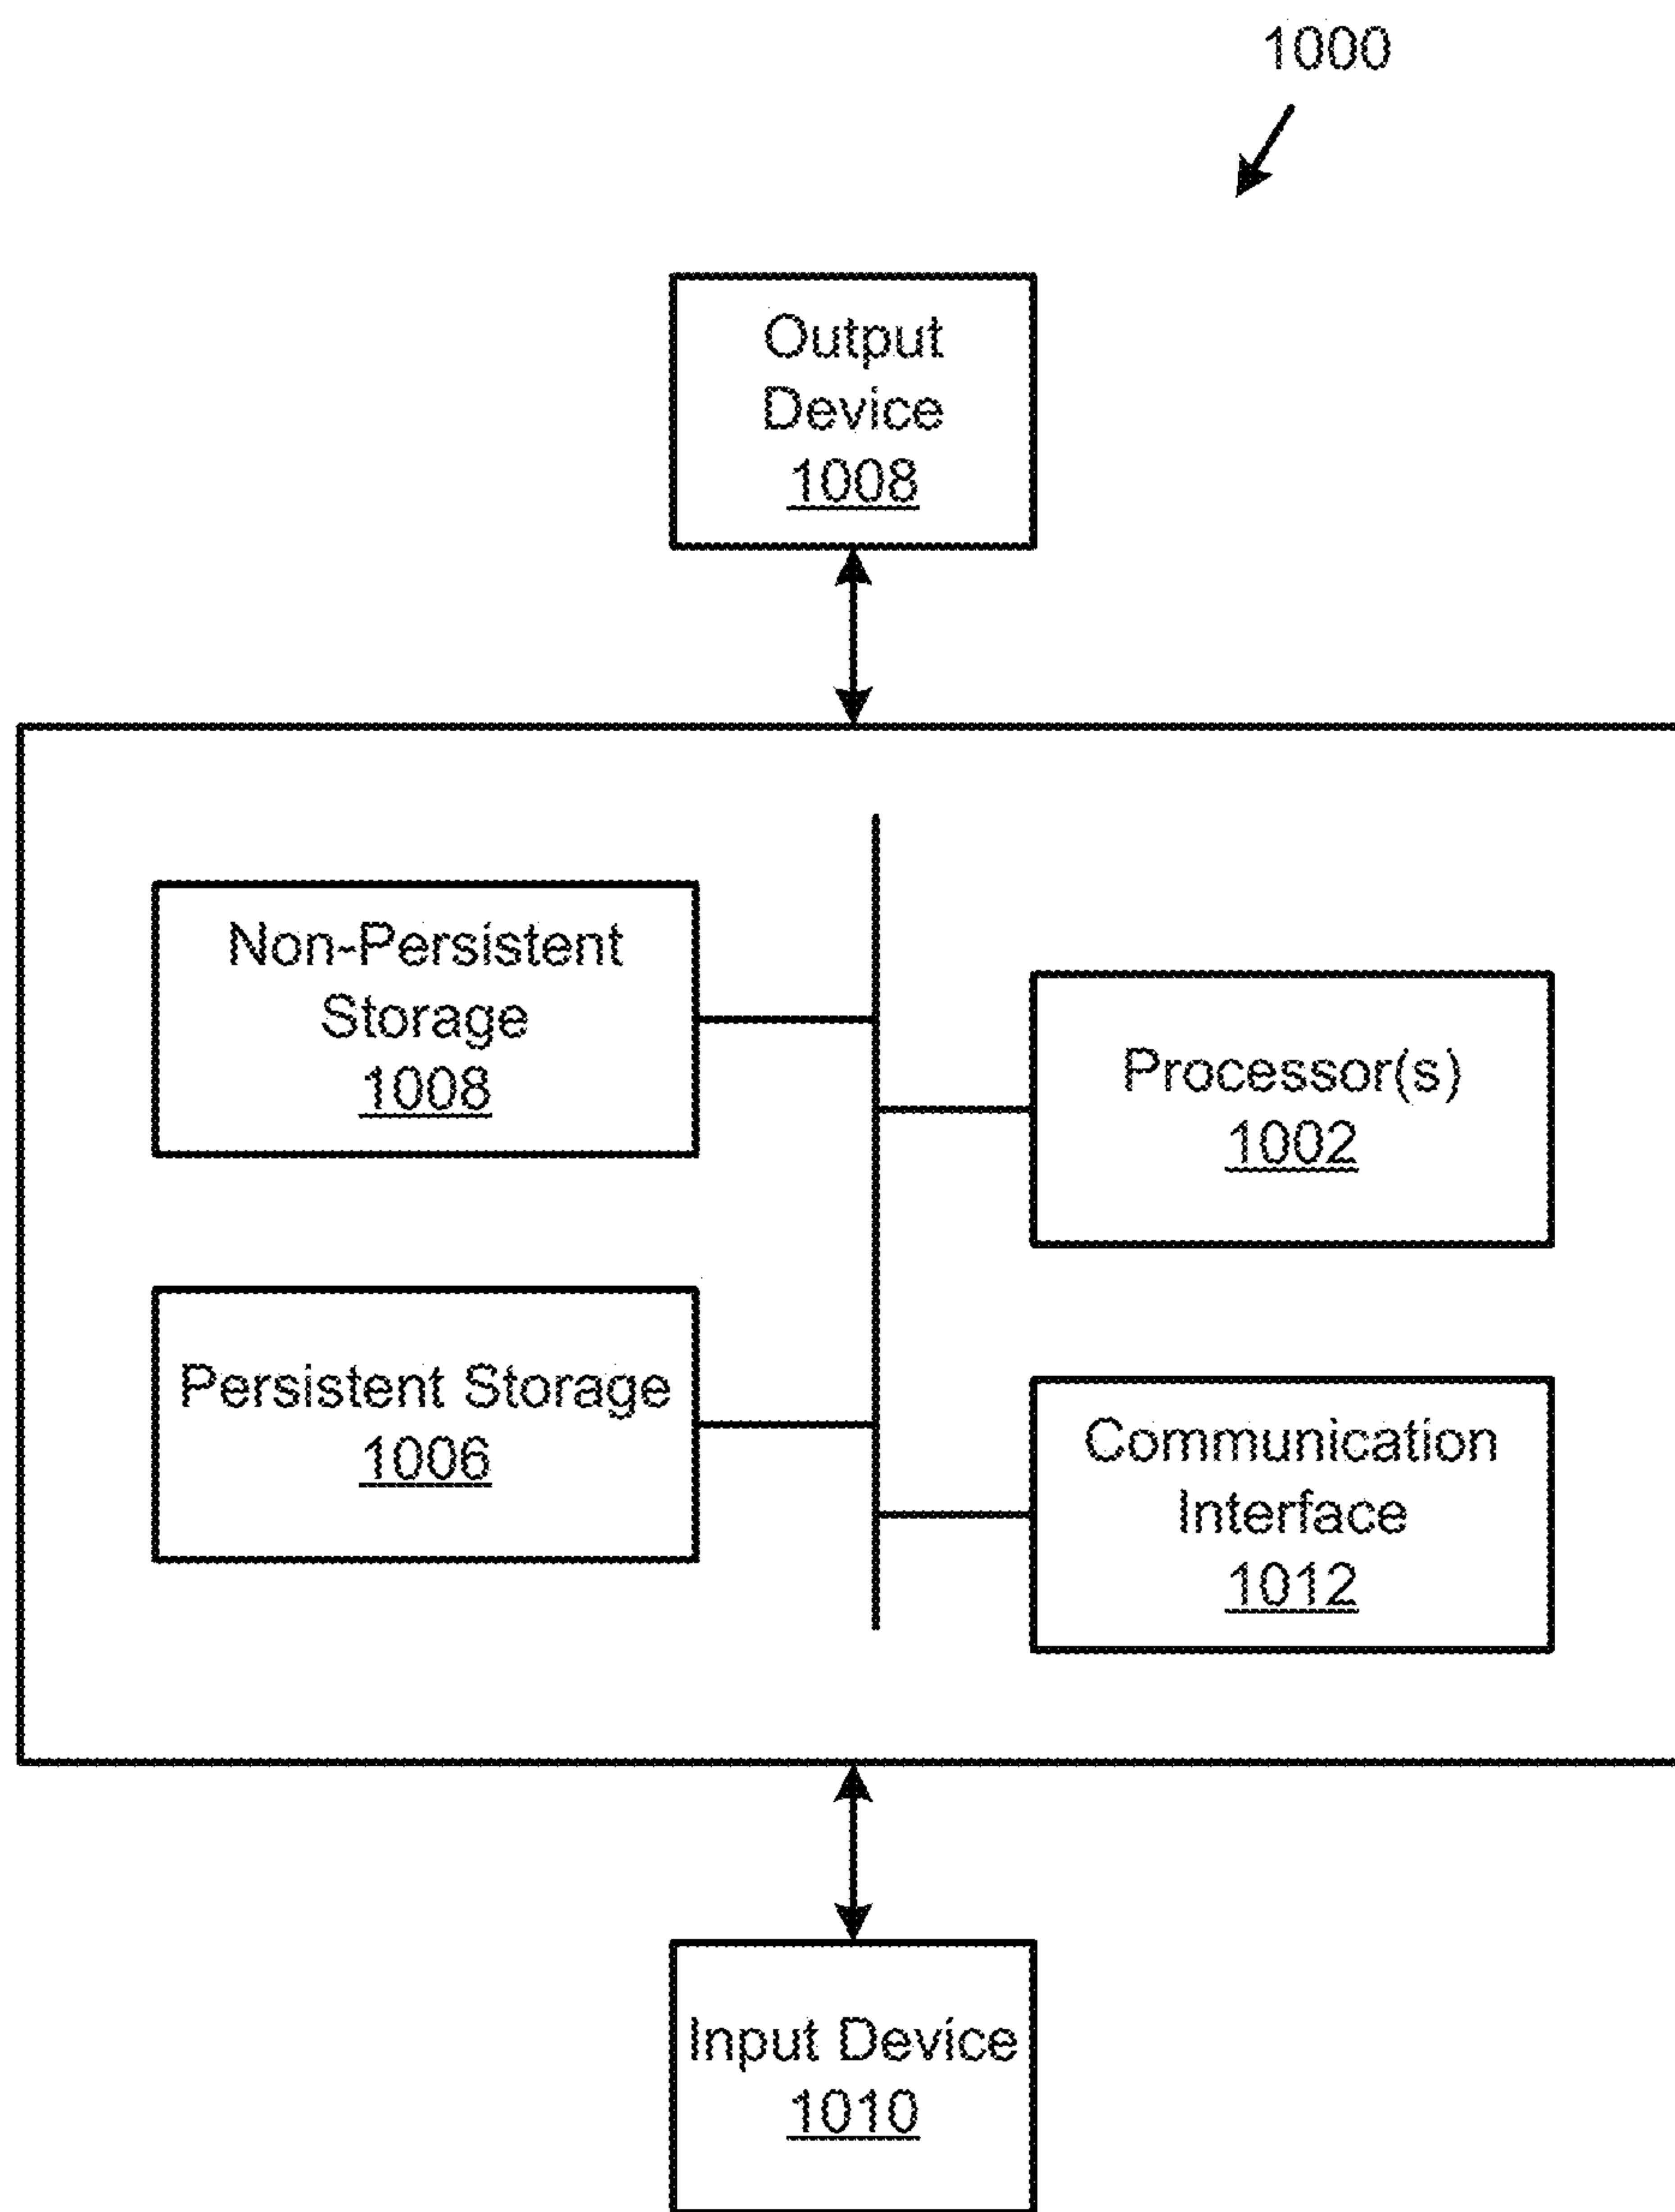 1000
Output
Device
1008
Non-Persistent
Storage
1008
Processor(s)
1002
Persistent Storage
1006
Communication
Interface
1012
Input Device
1010